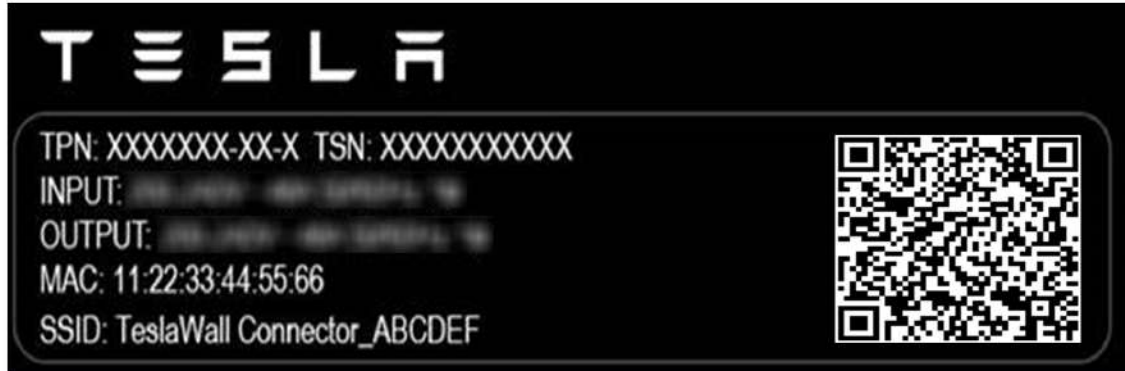 TESLA
TPN: XXXXXXX-XX-X TSN: XXXXXXXXXXX
INPUT:
OUTPUT:
MAC: 11:22:33:44:55:66
SSID: TeslaWall Connector_ABCDEF